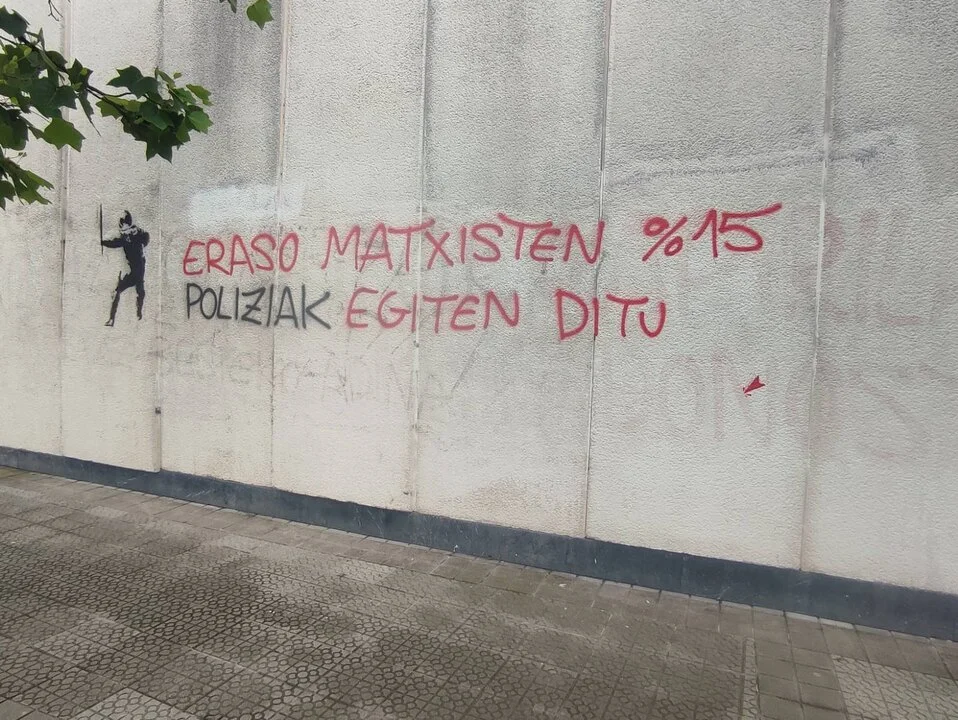 ERASO MATXISTEN %15
POLIZIAK EGITEN DITU